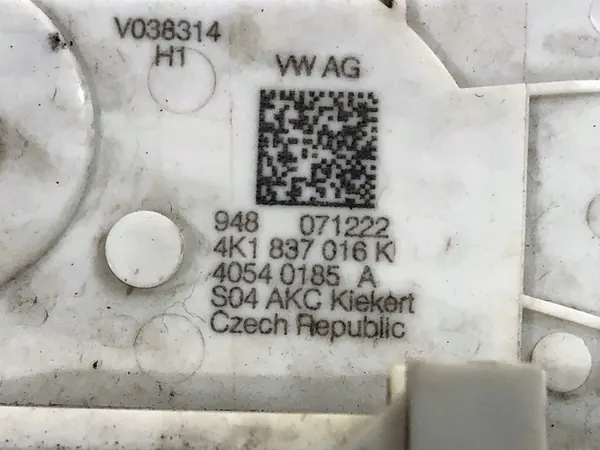 V036314
H1
VW AG
948 071222
4K1 837 016 K
4054 0185 A
S04 AKC Kiekert
Czech Republic